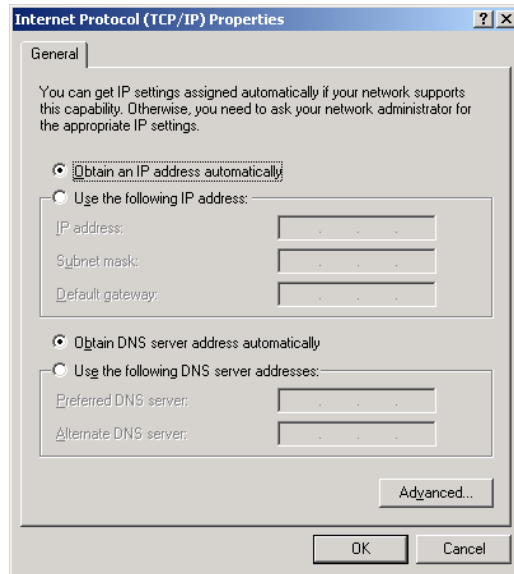 Internet Protocol (TCP/IP) Properties
General
You can get IP settings assigned automatically if your network supports
this capability. Otherwise, you need to ask your network administrator for
the appropriate IP settings.
Obtain an IP address automatically
Use the following IP address:
IP address:
Subnet mask:
Default gateway:
Obtain DNS server address automatically
Use the following DNS server addresses:
Preferred DNS server:
Alternate DNS server:
Advanced...
OK Cancel